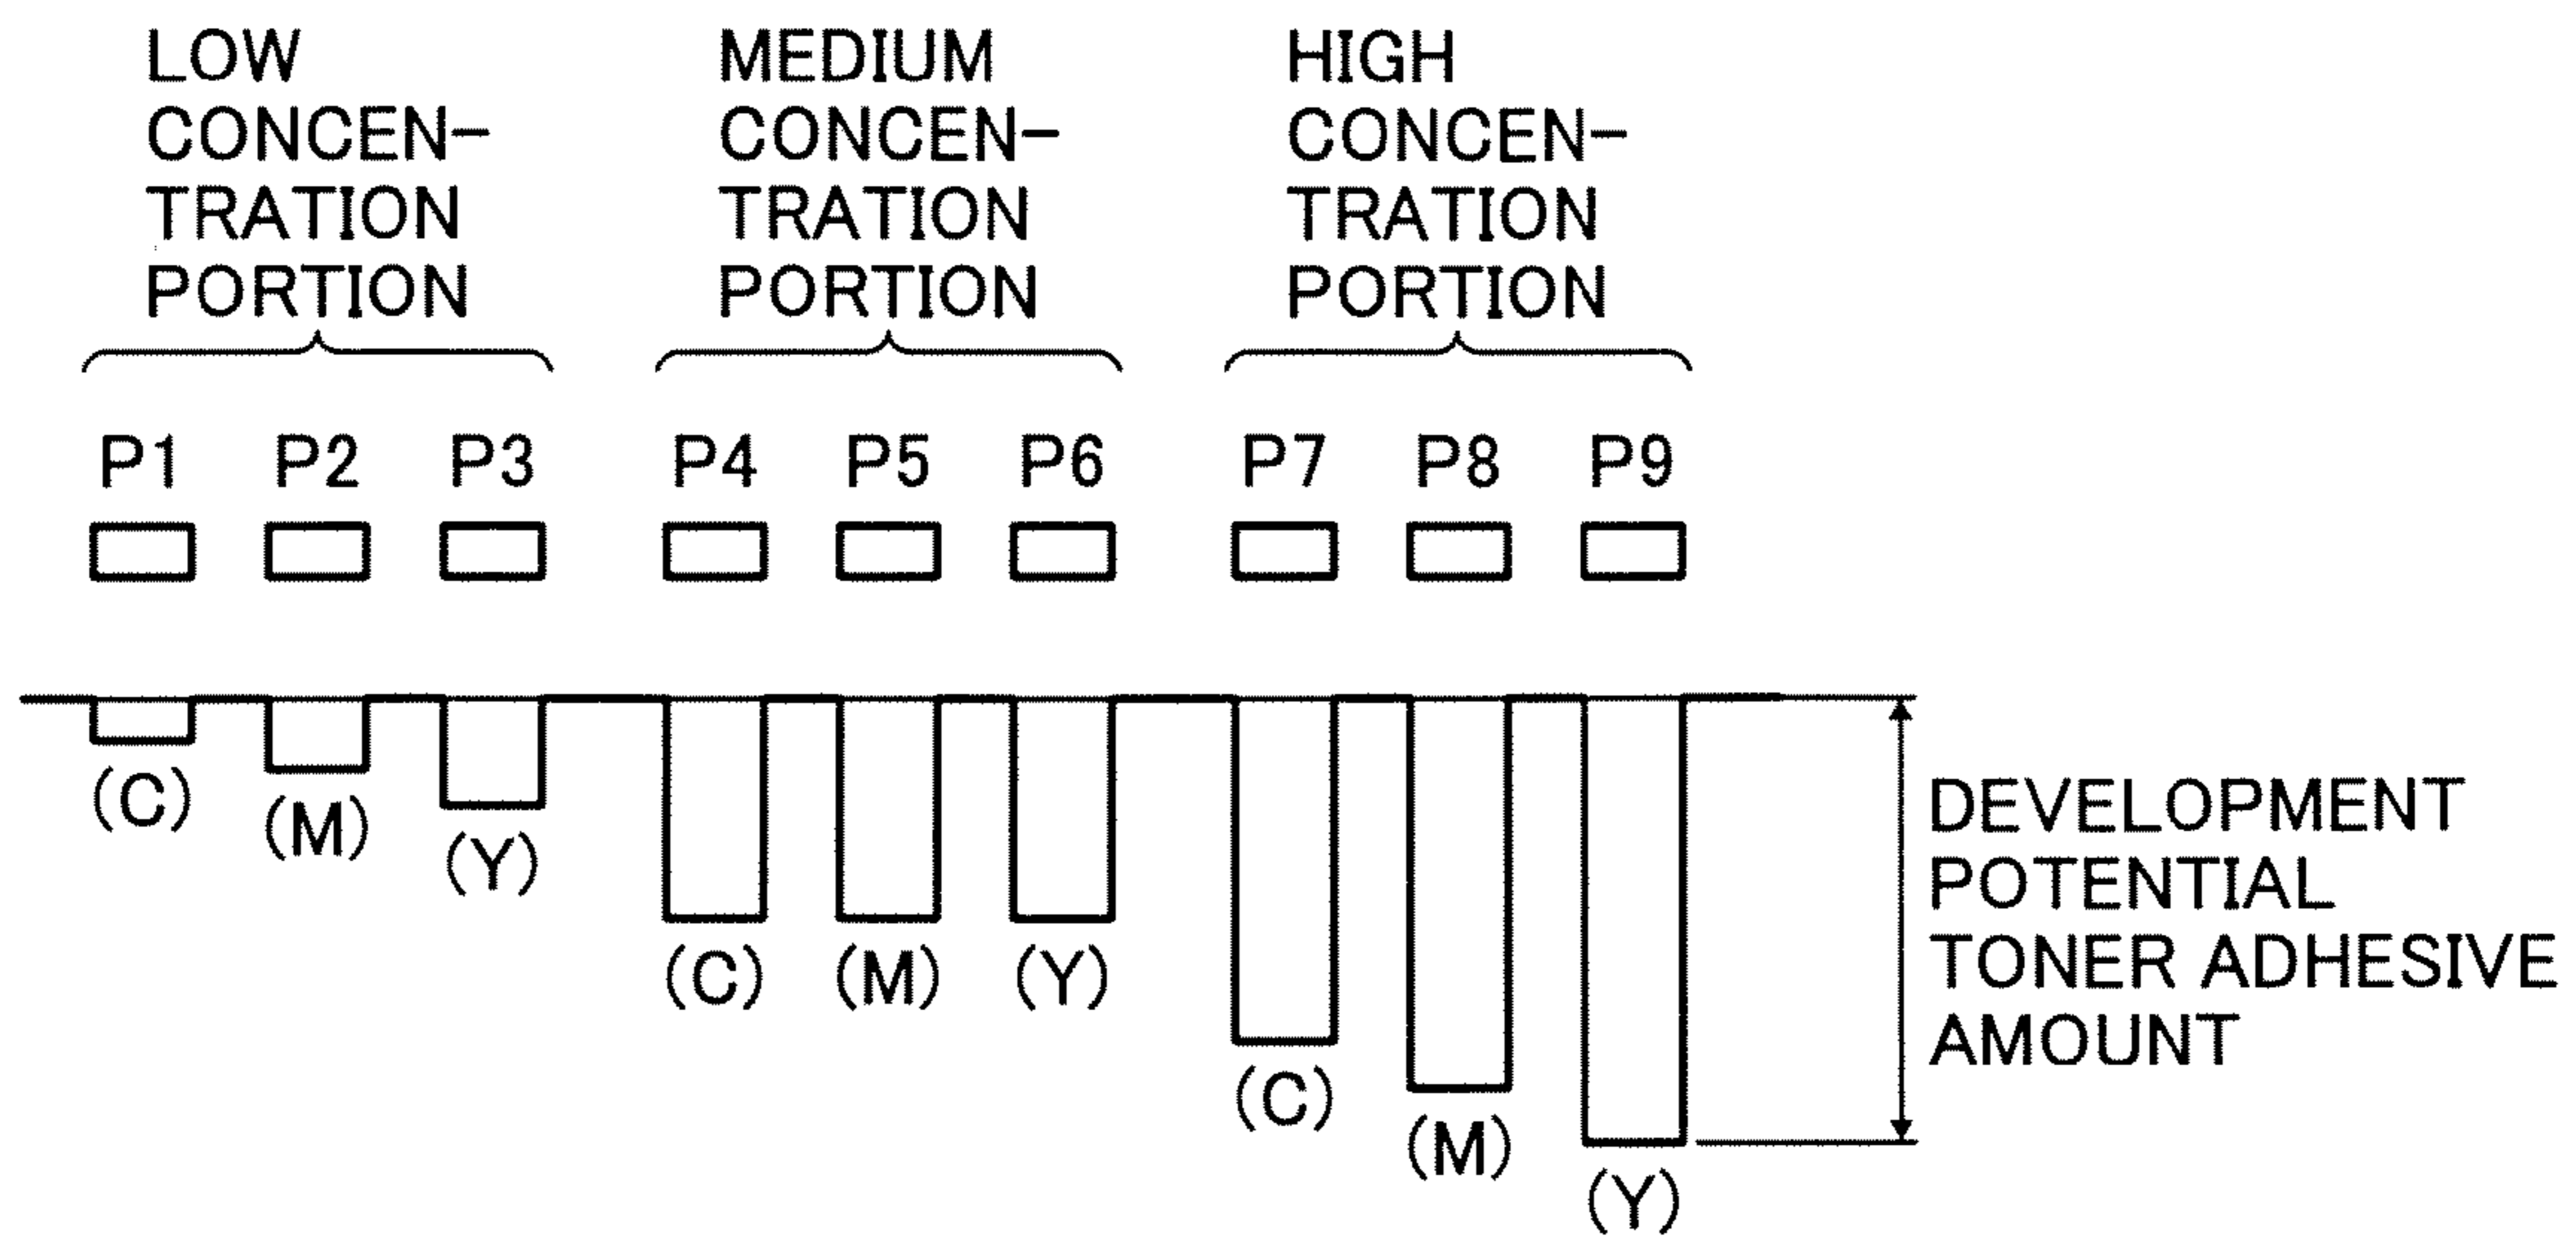 LOW
CONCEN-
TRATION
PORTION
MEDIUM
CONCEN-
TRATION
PORTION
HIGH
CONCEN-
TRATION
PORTION
P1 P2 P3 P4 P5 P6 P7 P8 P9
(C) (M) (Y) (C) (M) (Y) (C) (M) (Y)
DEVELOPMENT
POTENTIAL
TONER ADHESIVE
AMOUNT